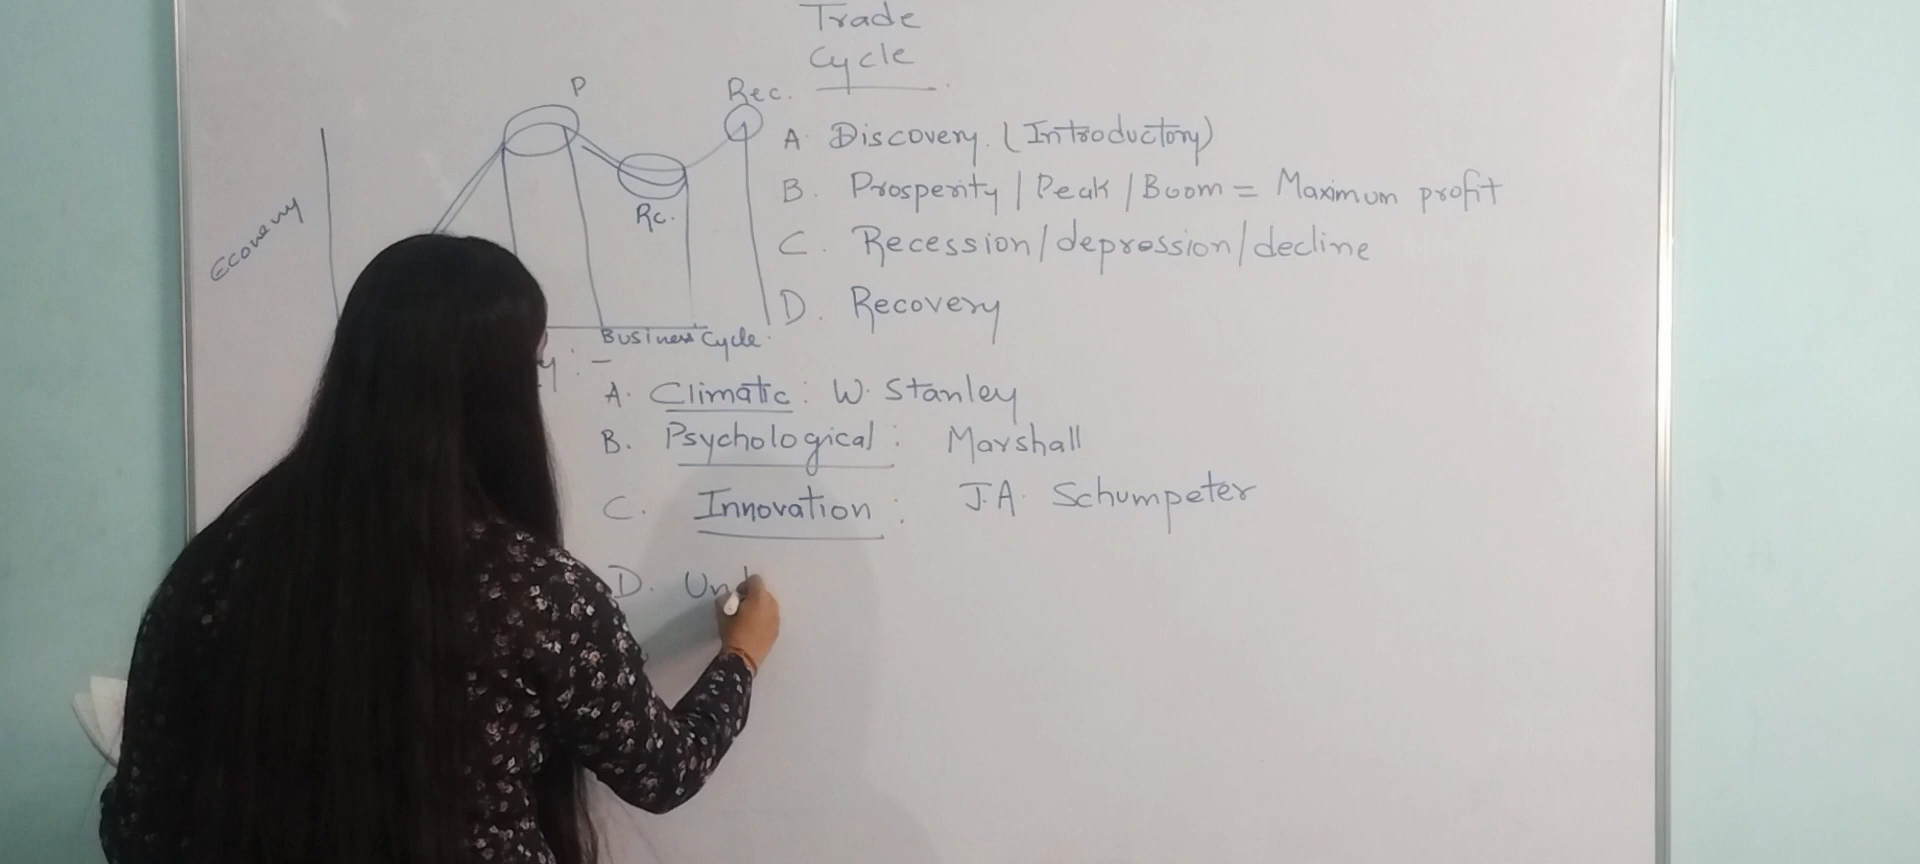 Trade
Cycle
P
Rec.
Rc.
Economy
Business Cycle
A. Discovery. (Introductory)
B. Prosperity / Peak / Boom = Maximum profit
C. Recession/depression/decline
D. Recovery
y : -
A. Climatic : W. Stanley
B. Psychological : Marshall
C. Innovation : J.A. Schumpeter
D. Und